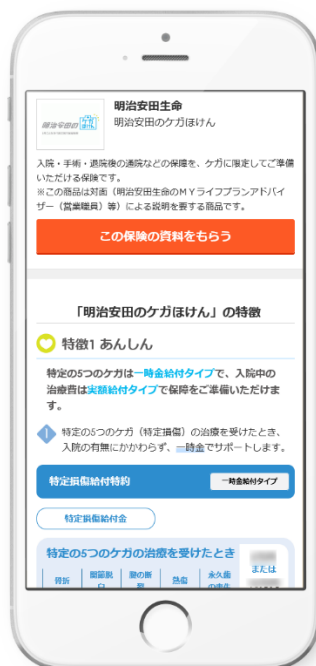 明治安田の
ケガ
ほけん
明治安田生命
明治安田のケガほけん
入院・手術・退院後の通院などの保障を、ケガに限定してご準備
いただける保険です。
※この商品は対面（明治安田生命のMYライフプランアドバイ
ザー（営業職員）等）による説明を要する商品です。
この保険の資料をもらう
「明治安田のケガほけん」の特徴
特徴1 あんしん
特定の5つのケガは一時金給付タイプで、入院中の
治療費は実額給付タイプで保障をご準備いただけま
す。
1 特定の5つのケガ（特定損傷）の治療を受けたとき、
入院の有無にかかわらず、一時金でサポートします。
特定損傷給付特約 一時金給付タイプ
特定損傷給付金
特定の5つのケガの治療を受けたとき
または
骨折 関節脱 腱の断 熱傷 永久歯
臼